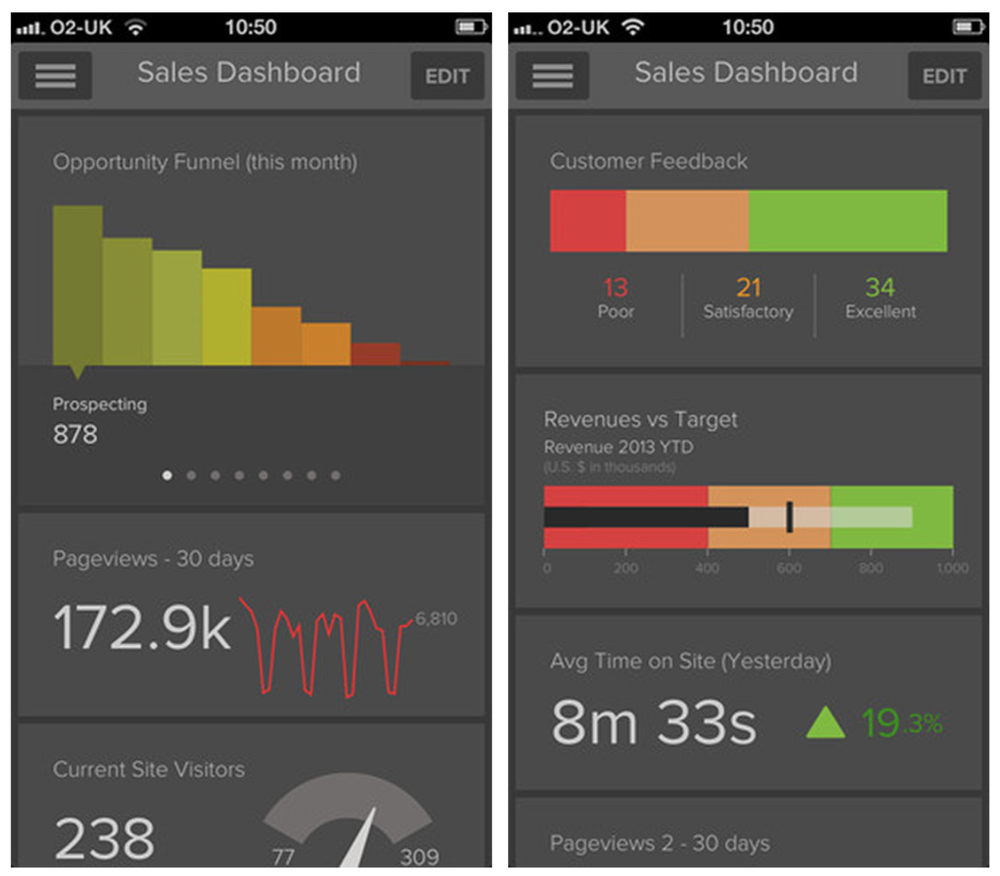 O2-UK 10:50
Sales Dashboard EDIT
Opportunity Funnel (this month)
Prospecting
878
Pageviews - 30 days
172.9k 6,810
Current Site Visitors
238
77 309
O2-UK 10:50
Sales Dashboard EDIT
Customer Feedback
13 21 34
Poor Satisfactory Excellent
Revenues vs Target
Revenue 2013 YTD
(U.S. $ in thousands)
0 200 400 600 800 1,000
Avg Time on Site (Yesterday)
8m 33s 19.3%
Pageviews 2 - 30 days